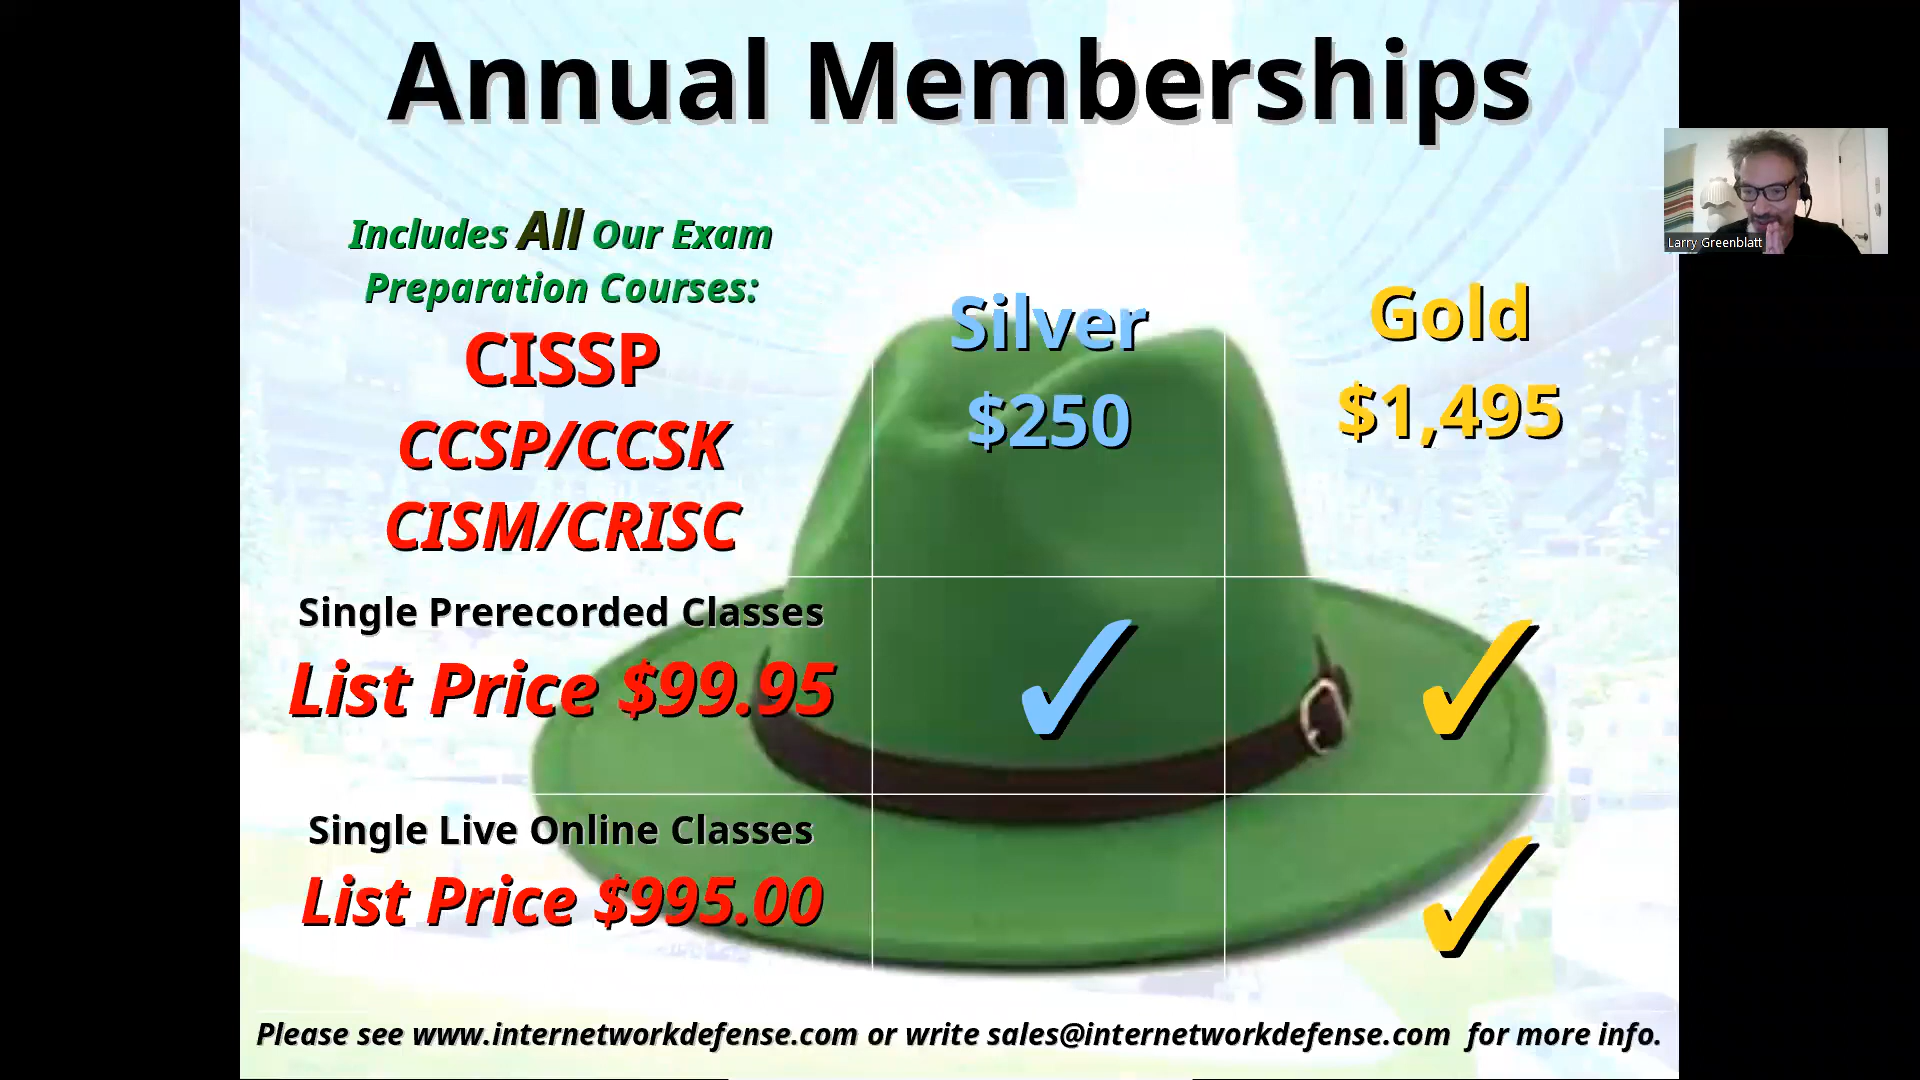 Annual Memberships
Includes All Our Exam
Preparation Courses:
CISSP
CCSP/CCSK
CISM/CRISC
Silver
$250
Gold
$1,495
Single Prerecorded Classes
List Price $99.95
✓
✓
Single Live Online Classes
List Price $995.00
✓
Please see www.internetworkdefense.com or write sales@internetworkdefense.com for more info.
Larry Greenblatt